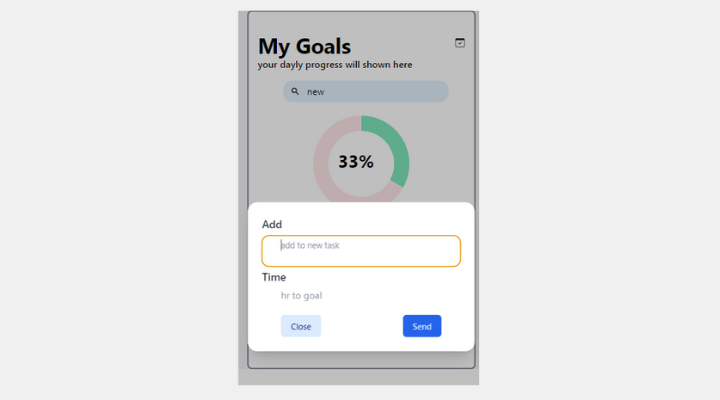 My Goals
your dayly progress will shown here
new
33%
Add
add to new task
Time
hr to goal
Close
Send